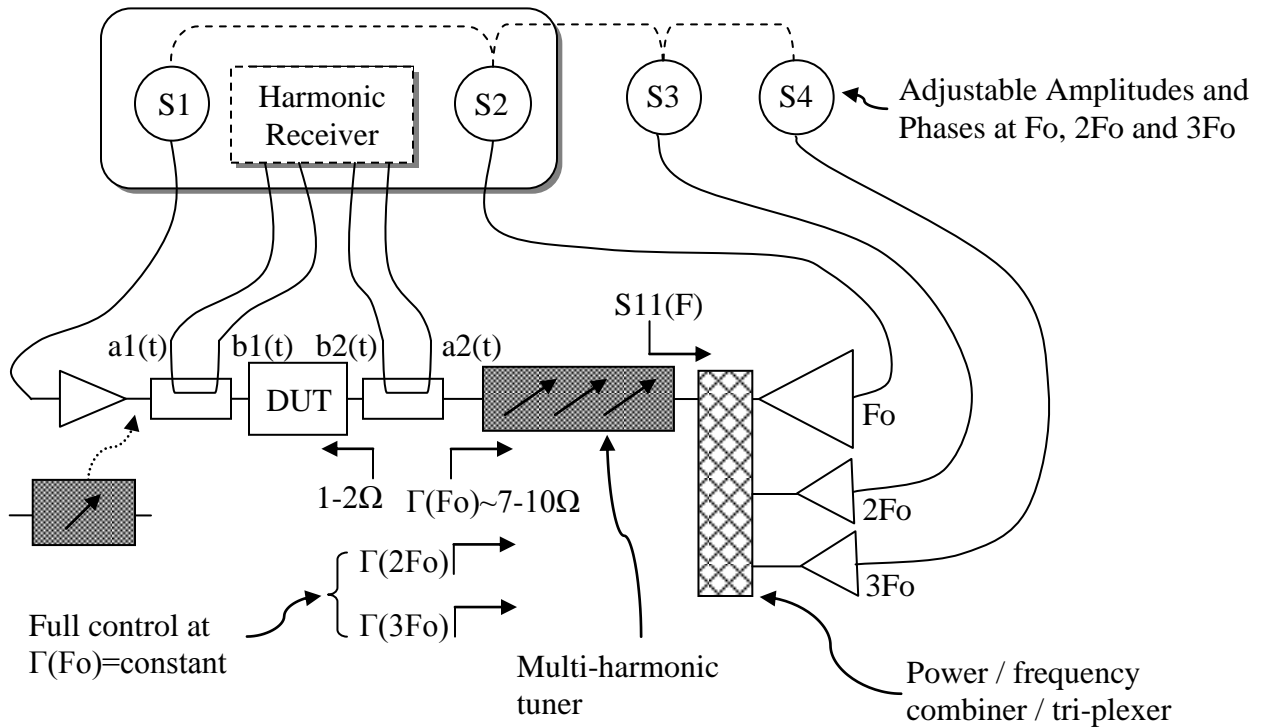 S1
Harmonic
Receiver
S2
S3
S4
Adjustable Amplitudes and
Phases at Fo, 2Fo and 3Fo
S11(F)
a1(t)
b1(t)
b2(t)
a2(t)
DUT
Fo
1-2Ω
Γ(Fo)~7-10Ω
2Fo
Γ(2Fo)
3Fo
Γ(3Fo)
Full control at
Γ(Fo)=constant
Multi-harmonic
tuner
Power / frequency
combiner / tri-plexer